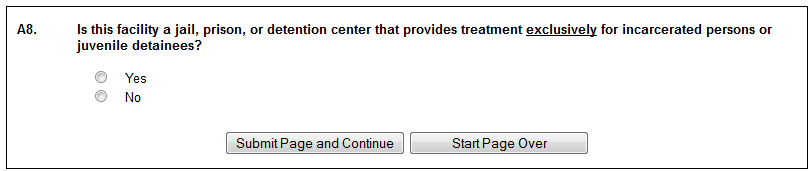 A8. Is this facility a jail, prison, or detention center that provides treatment exclusively for incarcerated persons or
juvenile detainees?
Yes
No
Submit Page and Continue Start Page Over